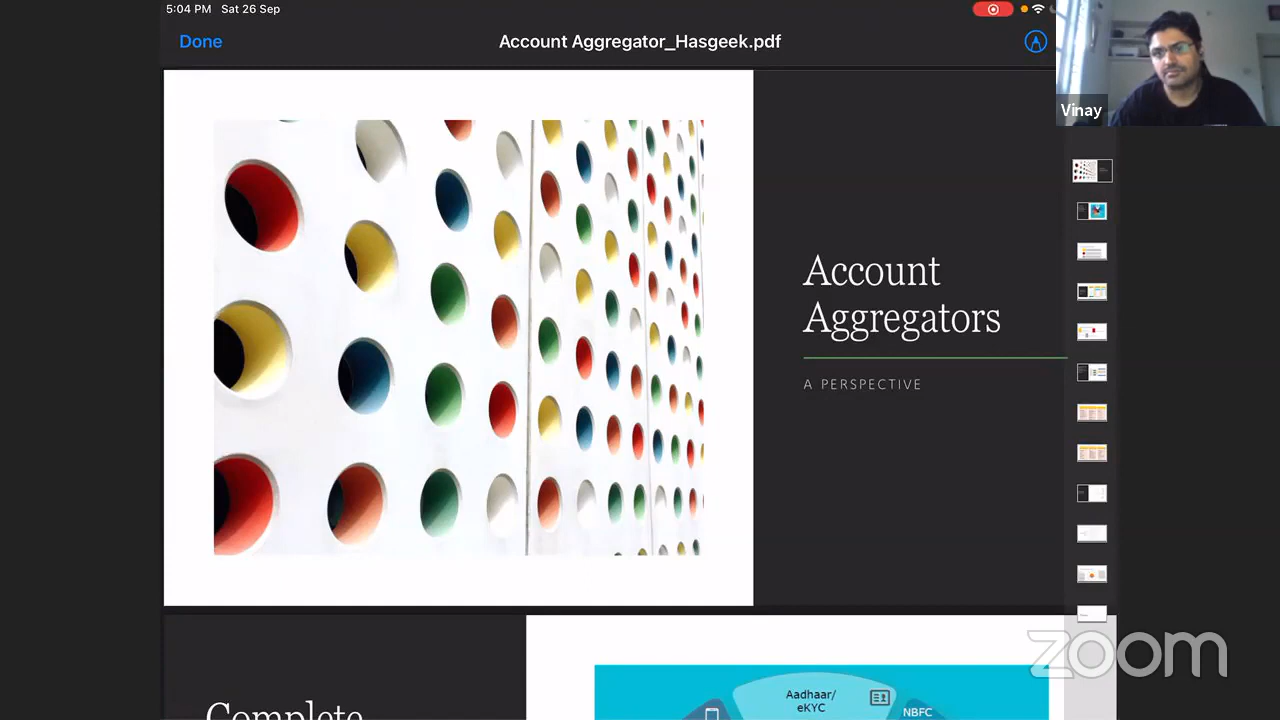 5:04 PM Sat 26 Sep
Done
Account Aggregator_Hasgeek.pdf
Vinay
Account
Aggregators
A PERSPECTIVE
Complete
Aadhaar/
eKYC
NBFC
zoom